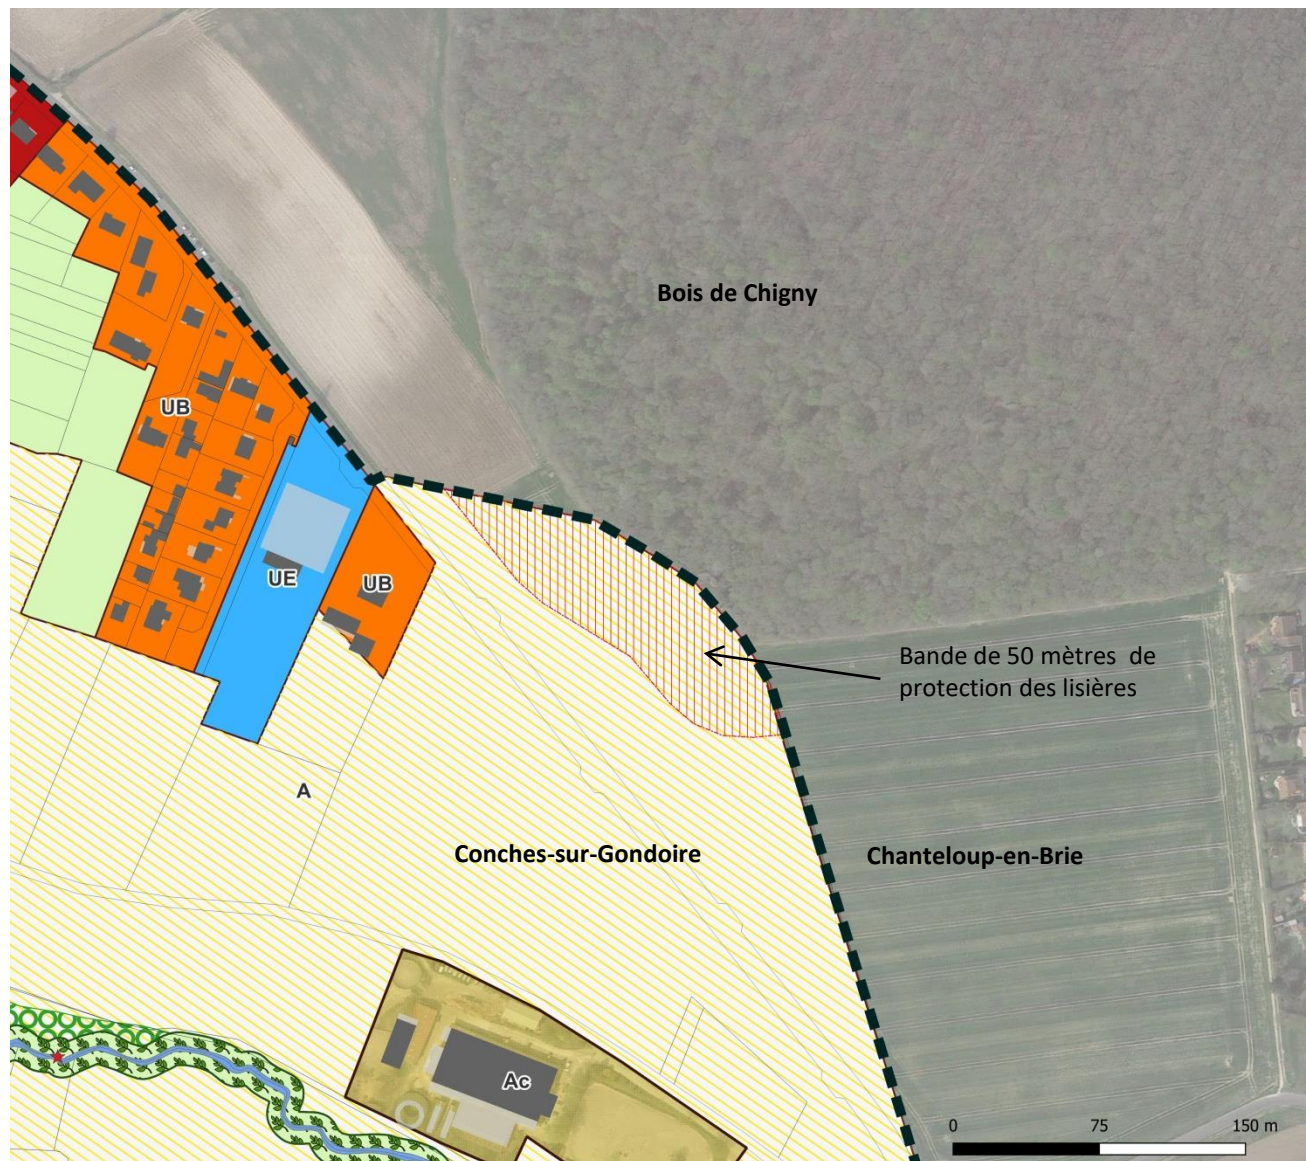 Bois de Chigny
UB
UE
UB
Bande de 50 mètres de
protection des lisières
A
Conches-sur-Gondoire
Chanteloup-en-Brie
Ac
0 75 150 m